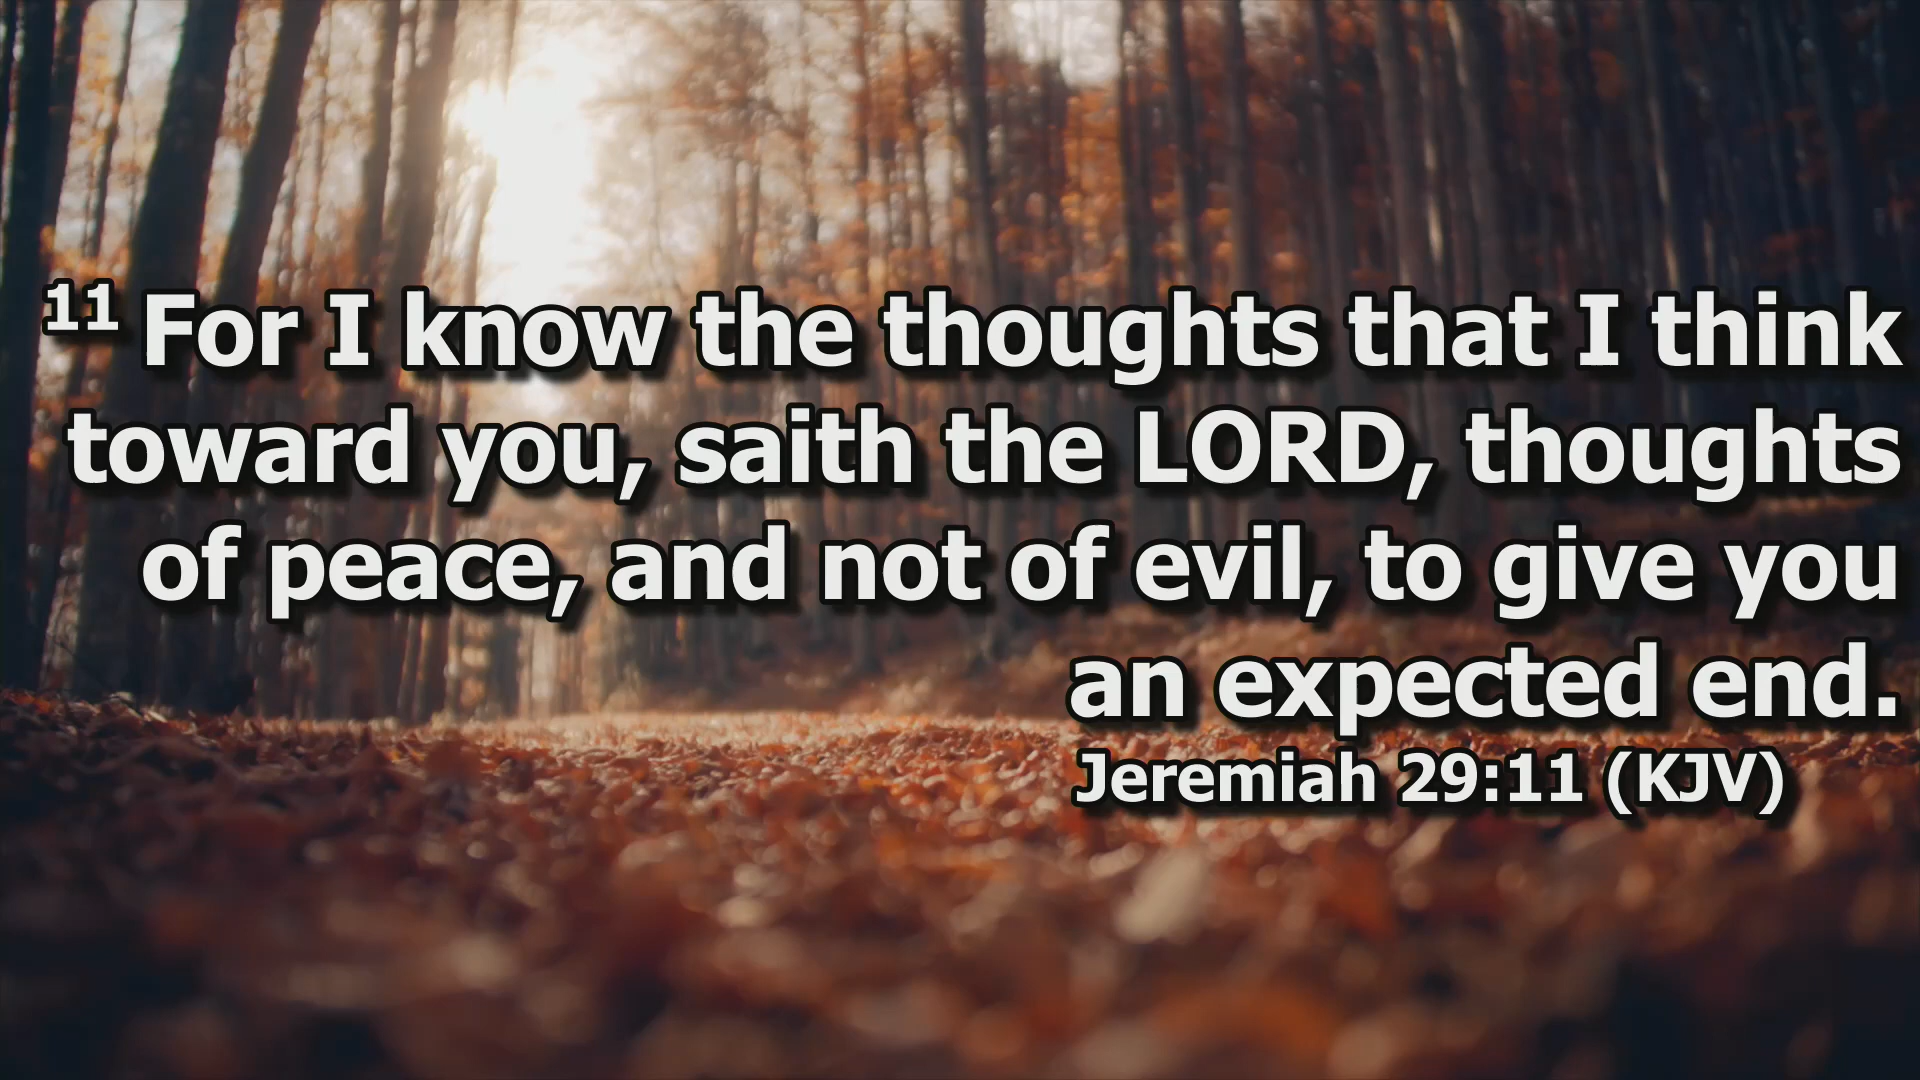 11 For I know the thoughts that I think
toward you, saith the LORD, thoughts
of peace, and not of evil, to give you
an expected end.
Jeremiah 29:11 (KJV)